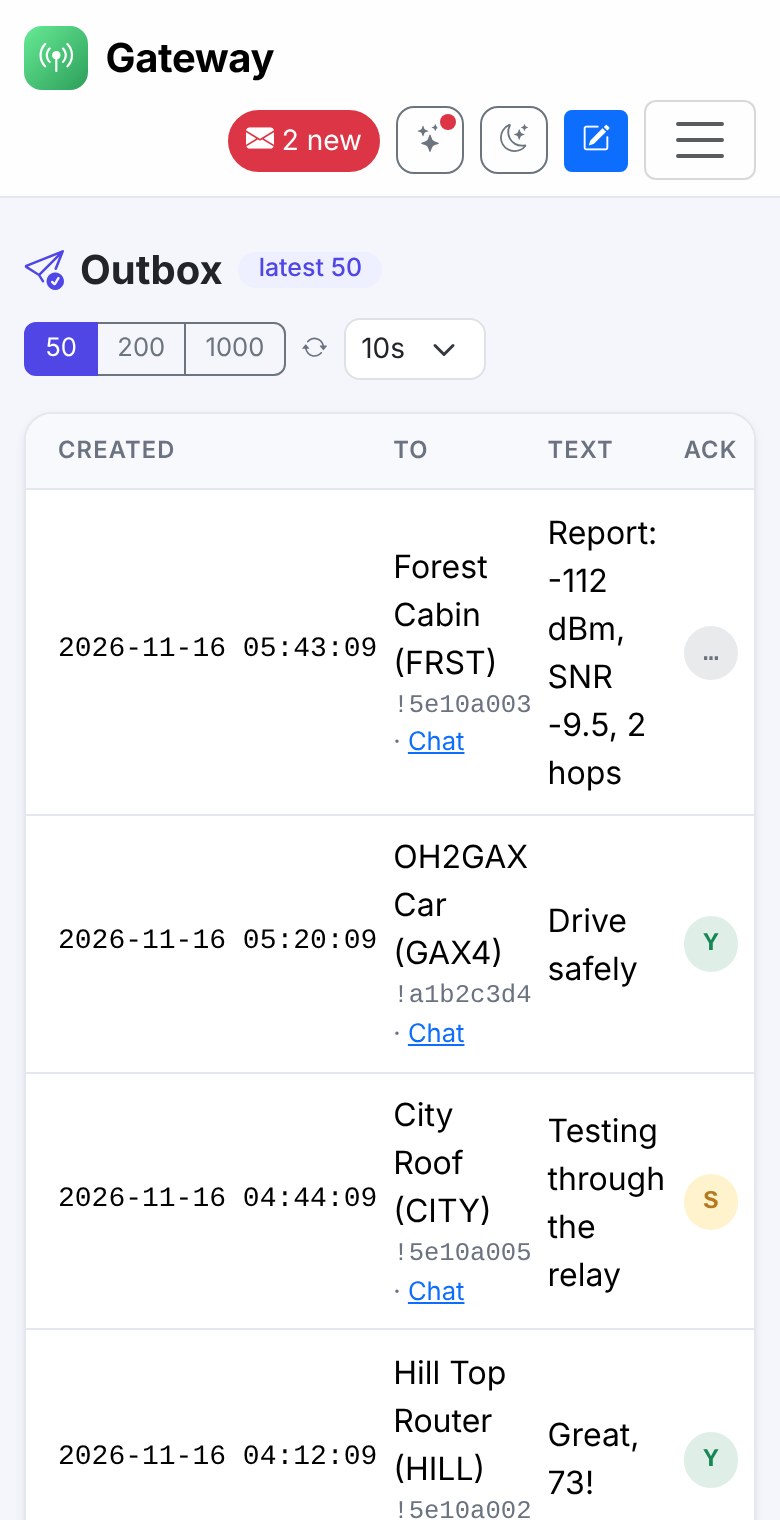 Gateway
2 new
Outbox latest 50
50 200 1000 10s
CREATED TO TEXT ACK
2026-11-16 05:43:09
Forest
Cabin
(FRST)
!5e10a003
· Chat
Report:
-112
dBm,
SNR
-9.5, 2
hops
…
2026-11-16 05:20:09
OH2GAX
Car
(GAX4)
!a1b2c3d4
· Chat
Drive
safely
Y
2026-11-16 04:44:09
City
Roof
(CITY)
!5e10a005
· Chat
Testing
through
the
relay
S
2026-11-16 04:12:09
Hill Top
Router
(HILL)
!5e10a002
Great,
73!
Y